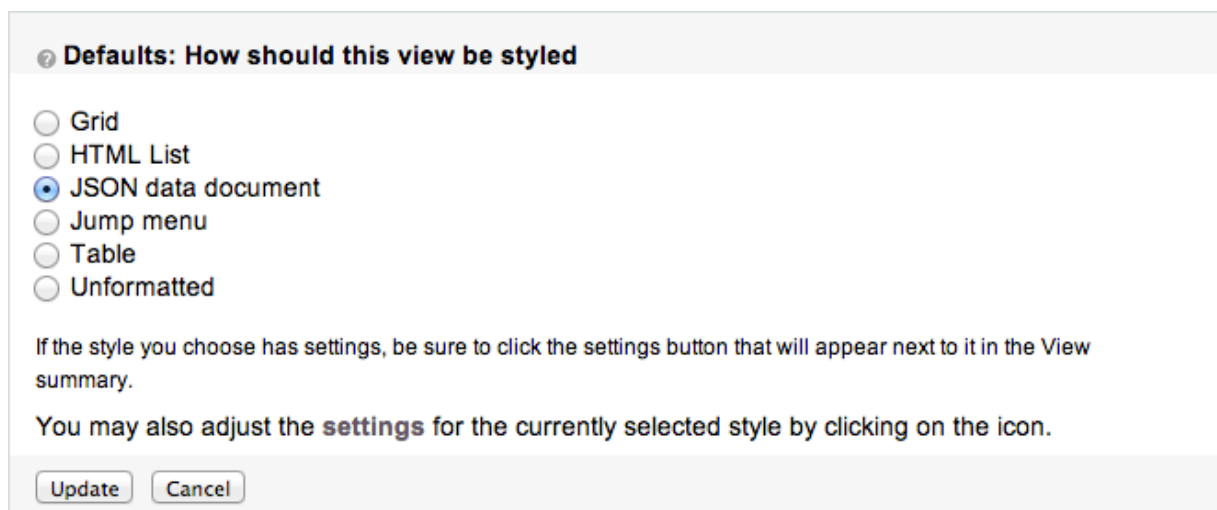 Defaults: How should this view be styled
Grid
HTML List
JSON data document
Jump menu
Table
Unformatted
If the style you choose has settings, be sure to click the settings button that will appear next to it in the View
summary.
You may also adjust the settings for the currently selected style by clicking on the icon.
Update Cancel